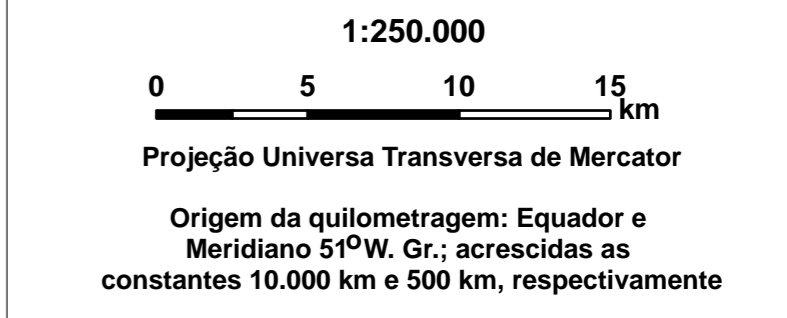 1:250.000
0 5 10 15
km
Projeção Universa Transversa de Mercator
Origem da quilometragem: Equador e
Meridiano 51ºW. Gr.; acrescidas as
constantes 10.000 km e 500 km, respectivamente